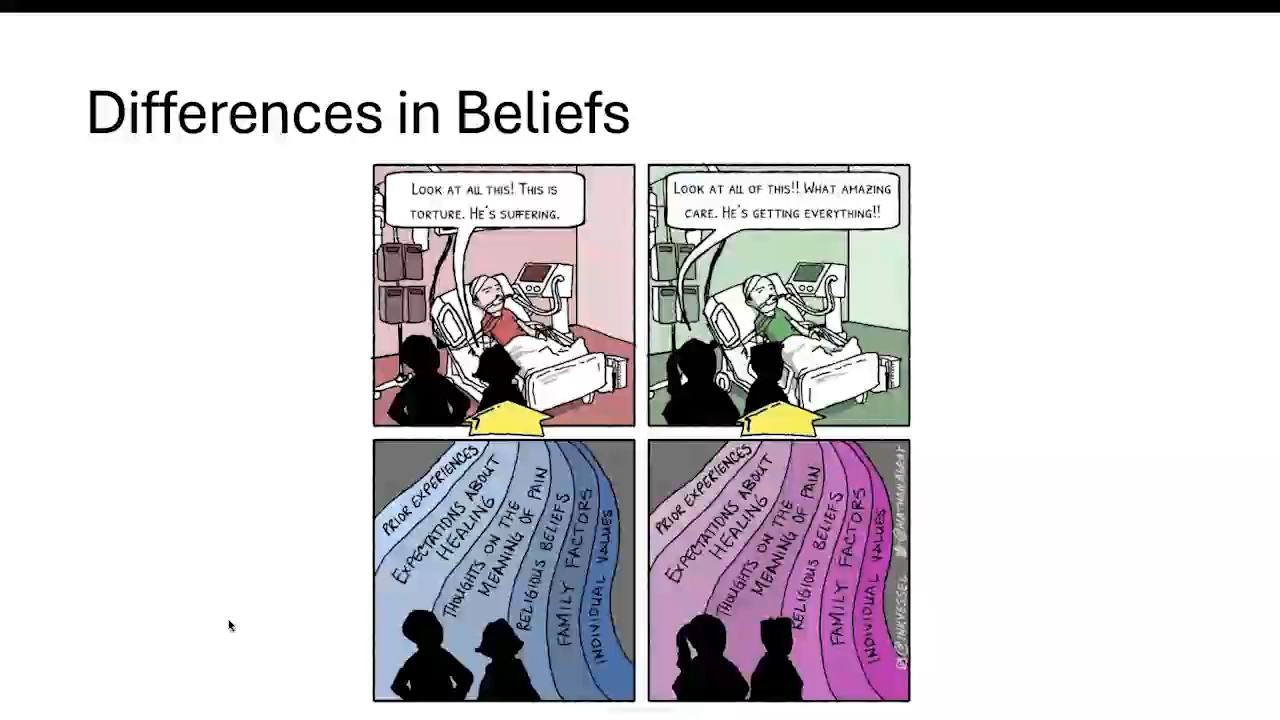 Differences in Beliefs
LOOK AT ALL THIS! THIS IS
TORTURE. HE'S SUFFERING.
LOOK AT ALL OF THIS!! WHAT AMAZING
CARE. HE'S GETTING EVERYTHING!!
PRIOR EXPERIENCES
EXPECTATIONS ABOUT
HEALING
THOUGHTS ON THE
MEANING OF PAIN
RELIGIOUS BELIEFS
FAMILY FACTORS
INDIVIDUAL VALUES
PRIOR EXPERIENCES
EXPECTATIONS ABOUT
HEALING
THOUGHTS ON THE
MEANING OF PAIN
RELIGIOUS BELIEFS
FAMILY FACTORS
INDIVIDUAL VALUES
@INKVESSEL @NATHANAGRAY